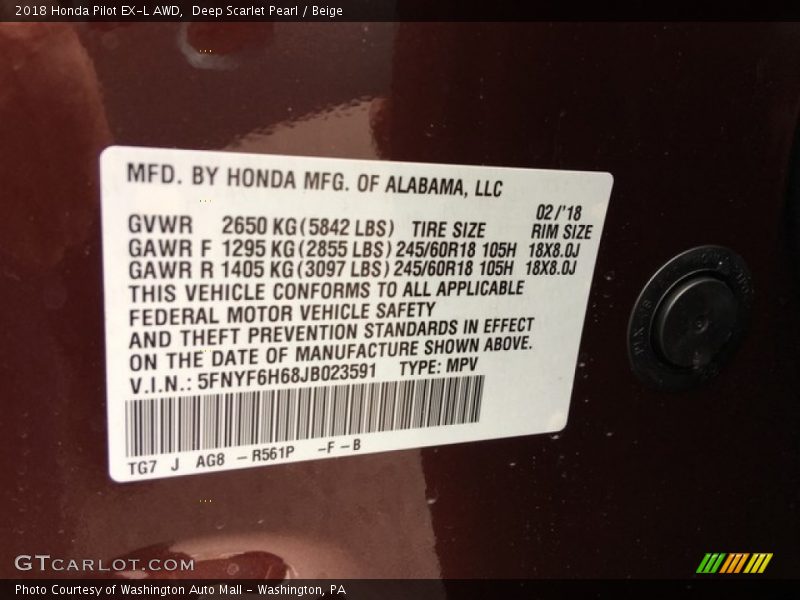 2018 Honda Pilot EX-L AWD, Deep Scarlet Pearl / Beige
MFD. BY HONDA MFG. OF ALABAMA, LLC
02/'18
GVWR 2650 KG (5842 LBS) TIRE SIZE RIM SIZE
GAWR F 1295 KG (2855 LBS) 245/60R18 105H 18X8.0J
GAWR R 1405 KG (3097 LBS) 245/60R18 105H 18X8.0J
THIS VEHICLE CONFORMS TO ALL APPLICABLE
FEDERAL MOTOR VEHICLE SAFETY
AND THEFT PREVENTION STANDARDS IN EFFECT
ON THE DATE OF MANUFACTURE SHOWN ABOVE.
V.I.N.: 5FNYF6H68JB023591 TYPE: MPV
TG7 J AG8 - R561P - F - B
GTCARLOT.COM
Photo Courtesy of Washington Auto Mall - Washington, PA